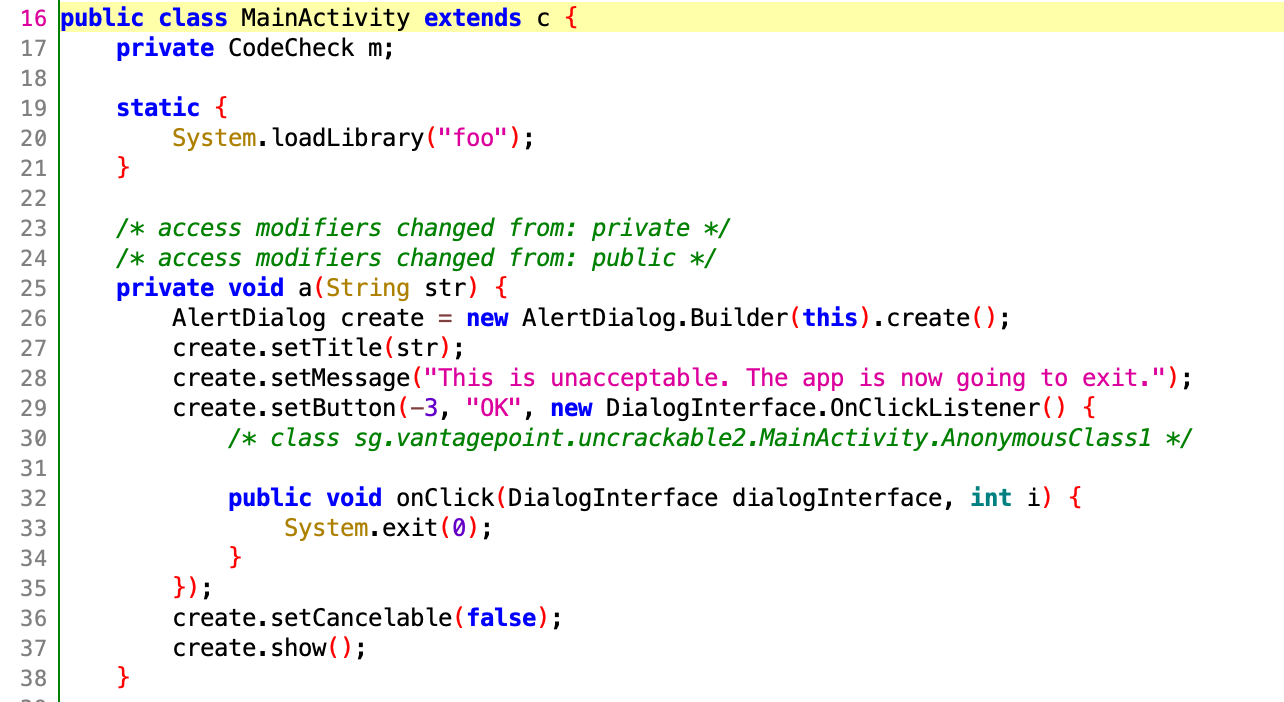 16 public class MainActivity extends c {
17     private CodeCheck m;
18
19     static {
20         System.loadLibrary("foo");
21     }
22
23     /* access modifiers changed from: private */
24     /* access modifiers changed from: public */
25     private void a(String str) {
26         AlertDialog create = new AlertDialog.Builder(this).create();
27         create.setTitle(str);
28         create.setMessage("This is unacceptable. The app is now going to exit.");
29         create.setButton(-3, "OK", new DialogInterface.OnClickListener() {
30             /* class sg.vantagepoint.uncrackable2.MainActivity.AnonymousClass1 */
31
32             public void onClick(DialogInterface dialogInterface, int i) {
33                 System.exit(0);
34             }
35         });
36         create.setCancelable(false);
37         create.show();
38     }